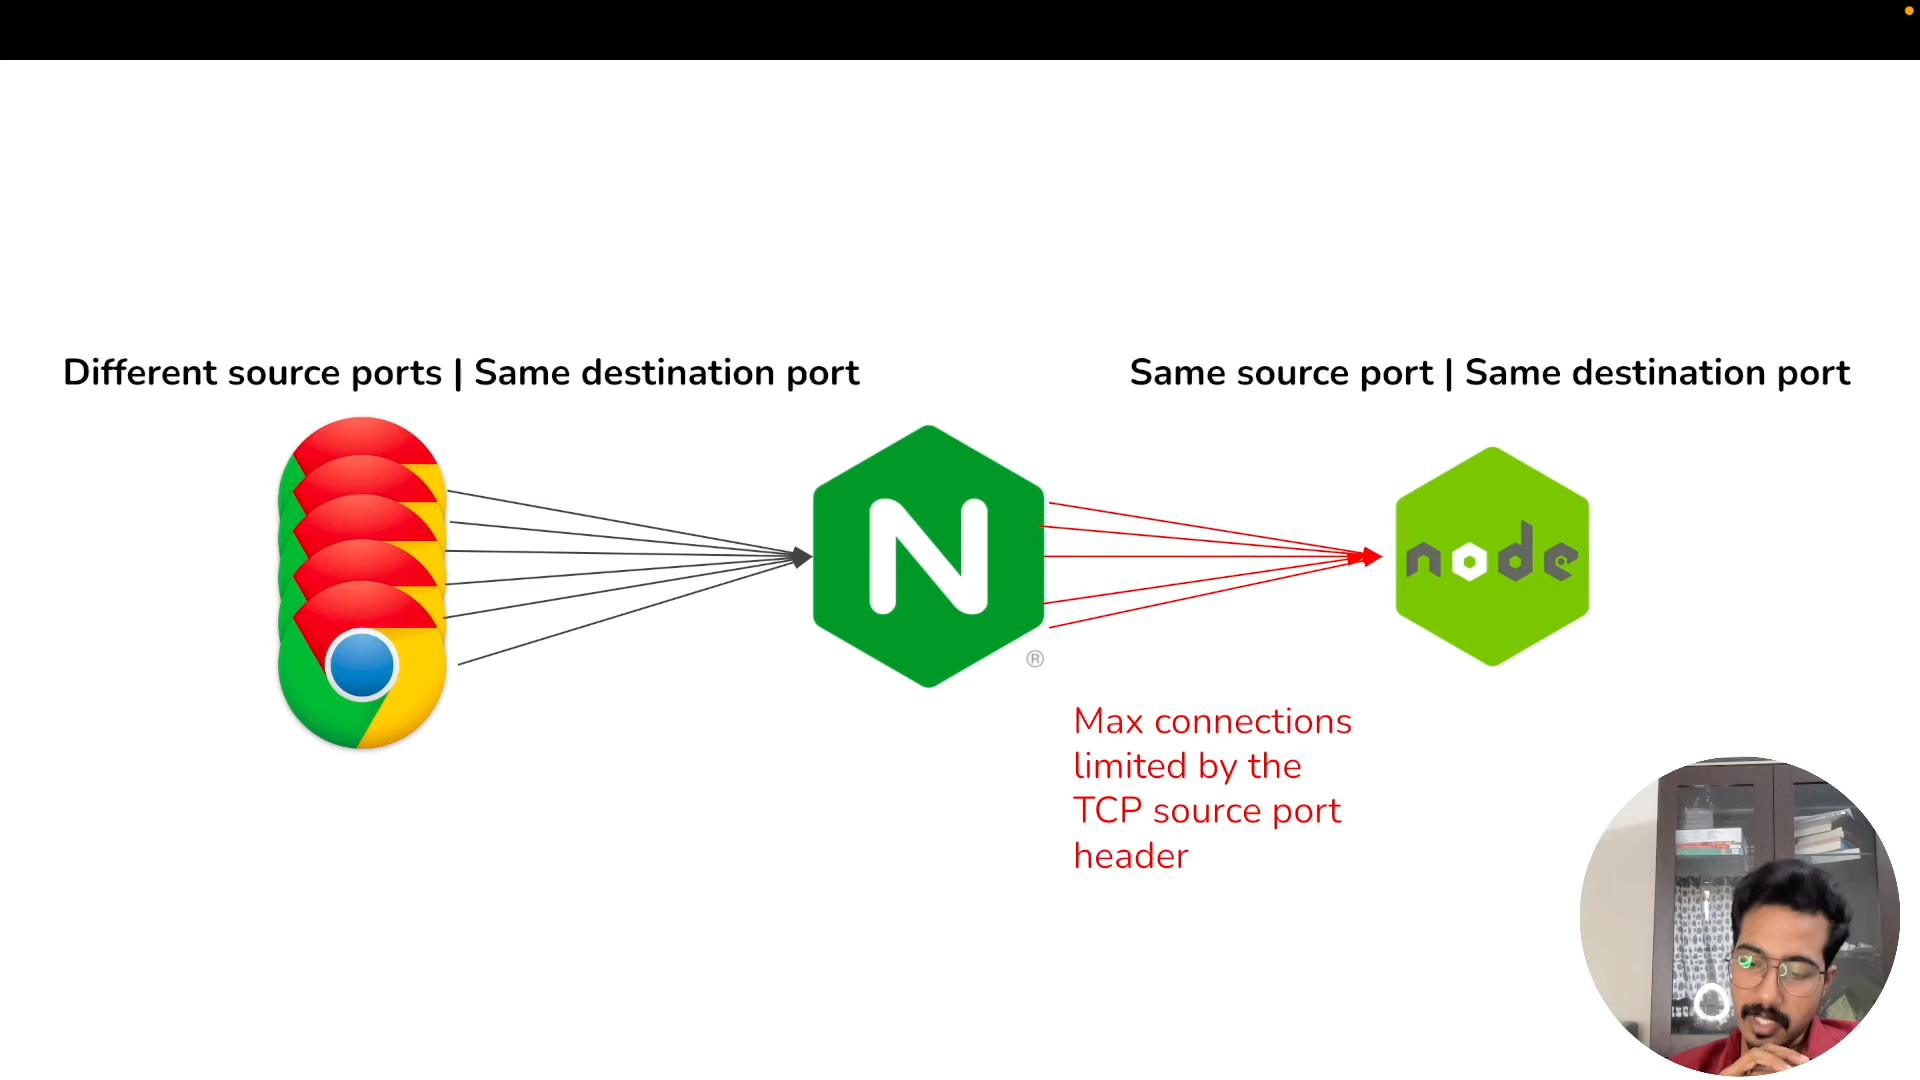 Different source ports | Same destination port
Same source port | Same destination port
N
®
node
Max connections
limited by the
TCP source port
header